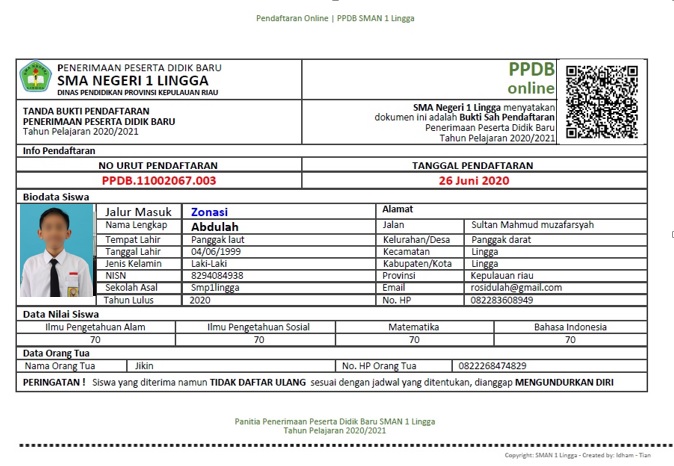 Pendaftaran Online | PPDB SMAN 1 Lingga
PENERIMAAN PESERTA DIDIK BARU
SMA NEGERI 1 LINGGA
DINAS PENDIDIKAN PROVINSI KEPULAUAN RIAU
PPDB
online
TANDA BUKTI PENDAFTARAN
PENERIMAAN PESERTA DIDIK BARU
Tahun Pelajaran 2020/2021
SMA Negeri 1 Lingga menyatakan
dokumen ini adalah Bukti Sah Pendaftaran
Penerimaan Peserta Didik Baru
Tahun Pelajaran 2020/2021
Info Pendaftaran
NO URUT PENDAFTARAN TANGGAL PENDAFTARAN
PPDB.11002067.003 26 Juni 2020
Biodata Siswa
Jalur Masuk Zonasi Alamat
Nama Lengkap Abdulah Jalan Sultan Mahmud muzafarsyah
Tempat Lahir Panggak laut Kelurahan/Desa Panggak darat
Tanggal Lahir 04/06/1999 Kecamatan Lingga
Jenis Kelamin Laki-Laki Kabupaten/Kota Lingga
NISN 8294084938 Provinsi Kepulauan riau
Sekolah Asal Smp1lingga Email rosidulah@gmail.com
Tahun Lulus 2020 No. HP 082283608949
Data Nilai Siswa
Ilmu Pengetahuan Alam Ilmu Pengetahuan Sosial Matematika Bahasa Indonesia
70 70 70 70
Data Orang Tua
Nama Orang Tua Jikin No. HP Orang Tua 0822268474829
PERINGATAN ! Siswa yang diterima namun TIDAK DAFTAR ULANG sesuai dengan jadwal yang ditentukan, dianggap MENGUNDURKAN DIRI
Panitia Penerimaan Peserta Didik Baru SMAN 1 Lingga
Tahun Pelajaran 2020/2021
Copyright: SMAN 1 Lingga - Created by: Idham - Tian